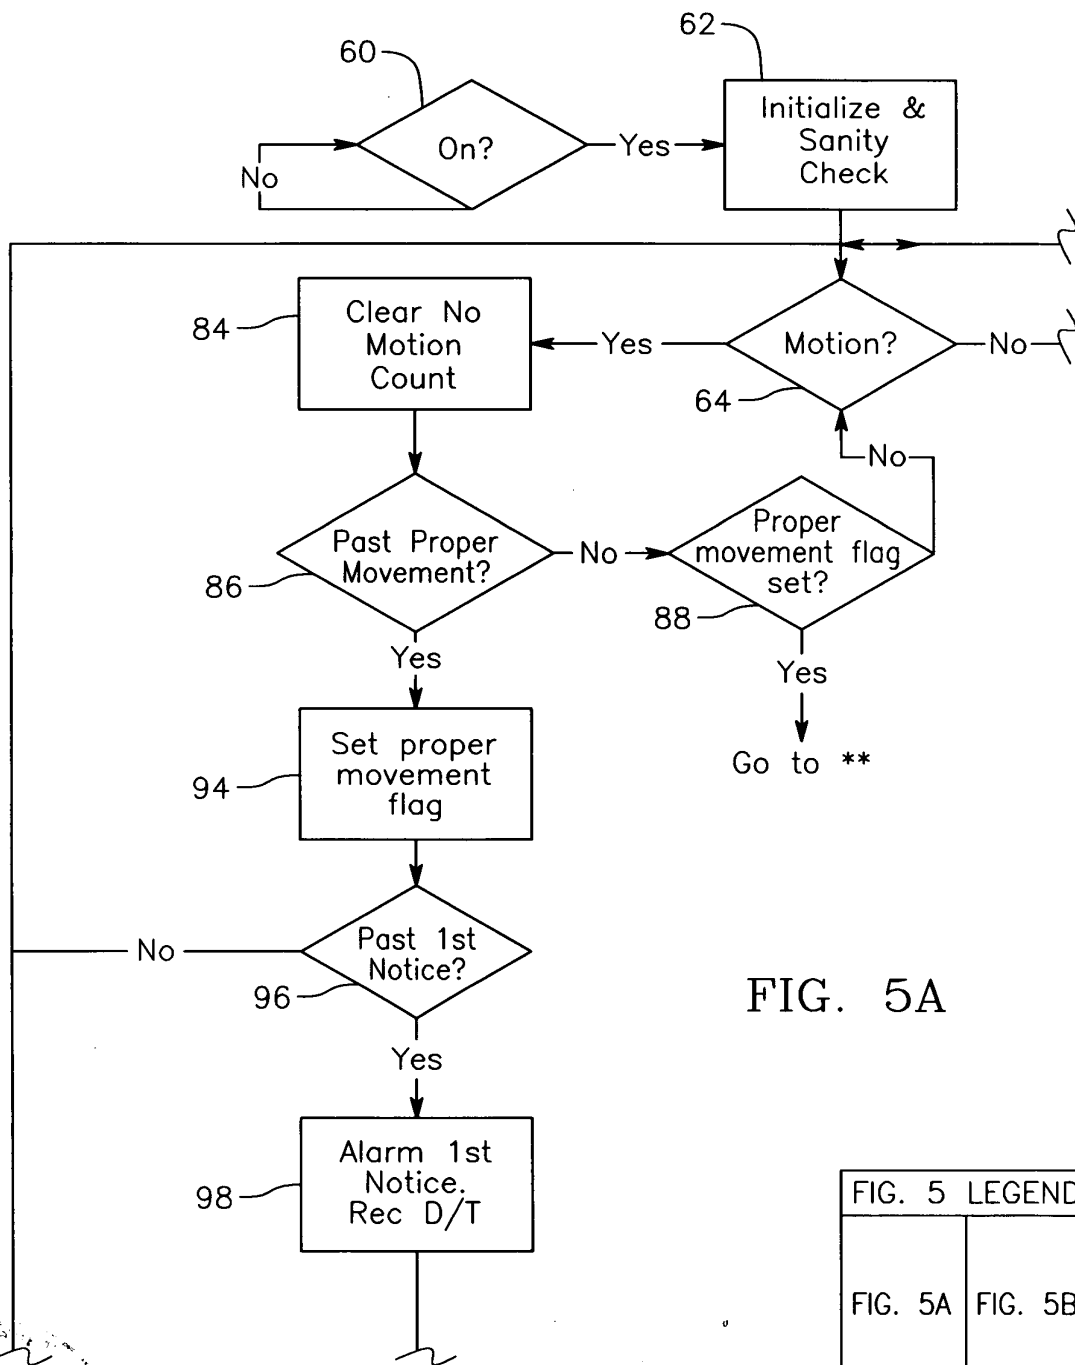 62
60
Initialize &
Sanity
Check
On?
Yes
No
84
Clear No
Motion
Count
Yes
Motion?
No
64
No
Past Proper
Movement?
86
No
Proper
movement flag
set?
88
Yes
Yes
Go to **
Set proper
movement
flag
94
No
Past 1st
Notice?
96
FIG. 5A
Yes
Alarm 1st
Notice.
Rec D/T
98
FIG. 5 LEGEND
FIG. 5A
FIG. 5B